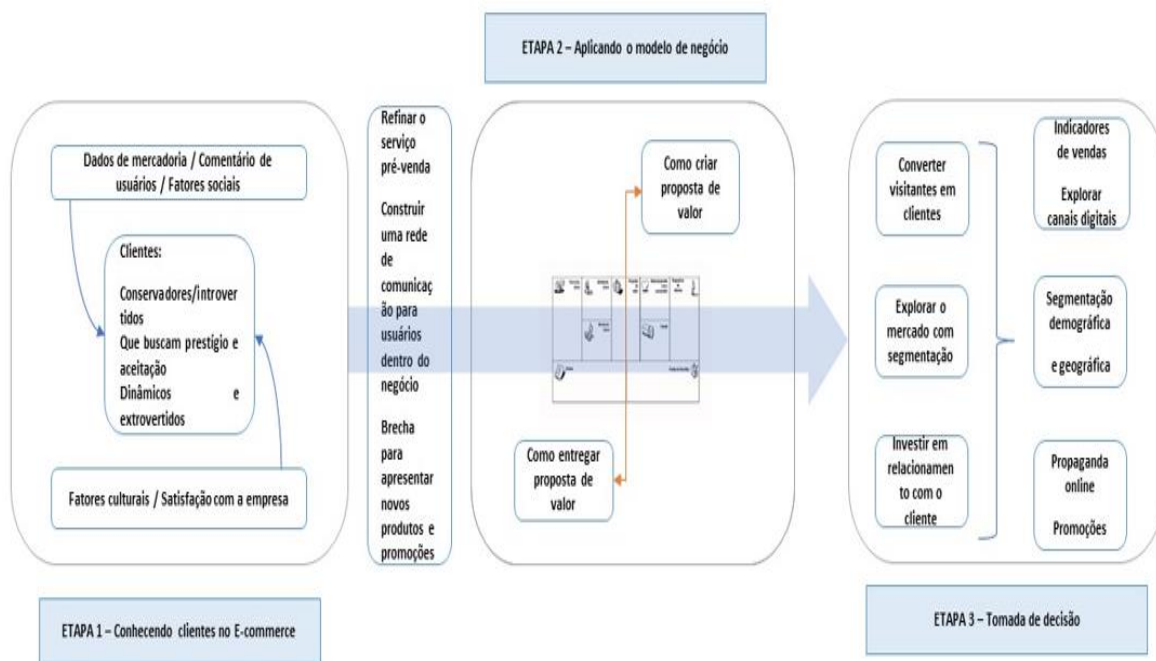 ETAPA 2 – Aplicando o modelo de negócio
Dados de mercadoria / Comentário de
usuários / Fatores sociais
Clientes:
Conservadores/introver
tidos
Que buscam prestígio e
aceitação
Dinâmicos e
extrovertidos
Fatores culturais / Satisfação com a empresa
ETAPA 1 – Conhecendo clientes no E-commerce
Refinar o
serviço
pré-venda
Construir
uma rede
de
comunicaç
ão para
usuários
dentro do
negócio
Brecha
para
apresentar
novos
produtos e
promoções
Como criar
proposta de
valor
Como entregar
proposta de
valor
Converter
visitantes em
clientes
Explorar o
mercado com
segmentação
Investir em
relacionamen
to com o
cliente
Indicadores
de vendas
Explorar
canais digitais
Segmentação
demográfica
e geográfica
Propaganda
online
Promoções
ETAPA 3 – Tomada de decisão